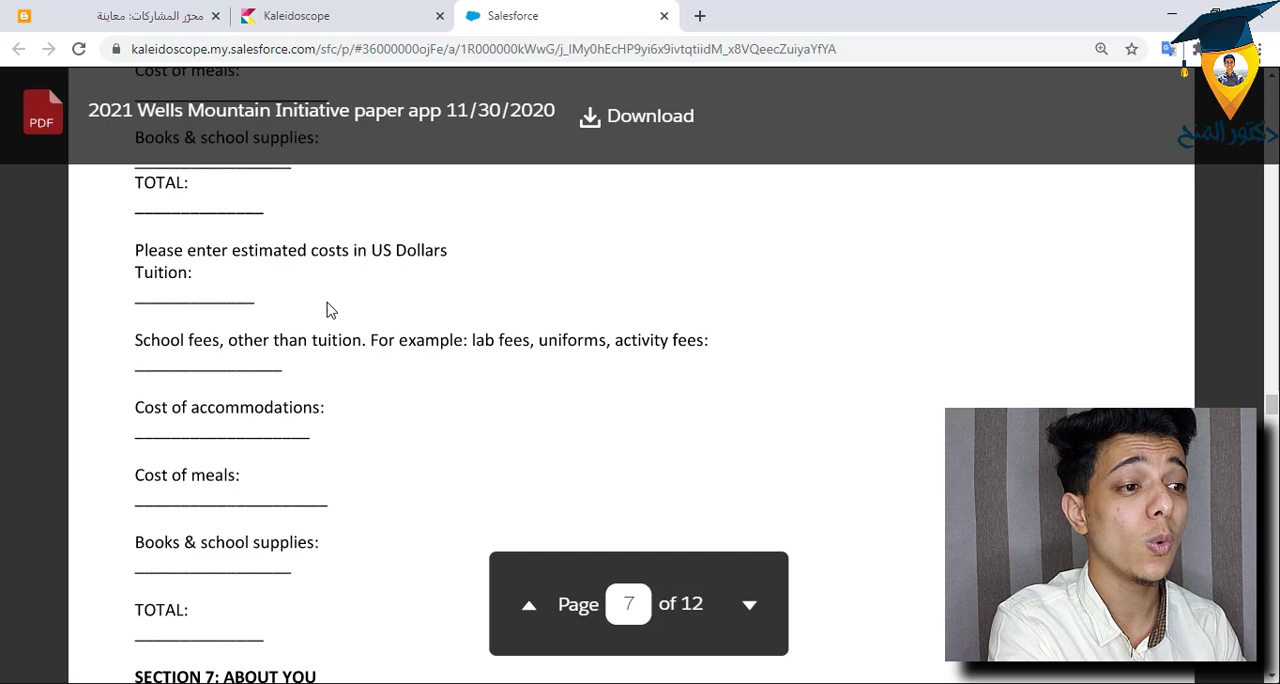 محرّر المشاركات: معاينة
Kaleidoscope
Salesforce
kaleidoscope.my.salesforce.com/sfc/p/#36000000ojFe/a/1R000000kWwG/j_IMy0hEcHP9yi6x9ivtqtiidM_x8VQeecZuiyaYfYA
Cost of meals:
PDF
2021 Wells Mountain Initiative paper app 11/30/2020
Download
دكتور المنح
Books & school supplies:
TOTAL:
Please enter estimated costs in US Dollars
Tuition:
School fees, other than tuition. For example: lab fees, uniforms, activity fees:
Cost of accommodations:
Cost of meals:
Books & school supplies:
TOTAL:
Page 7 of 12
SECTION 7: ABOUT YOU